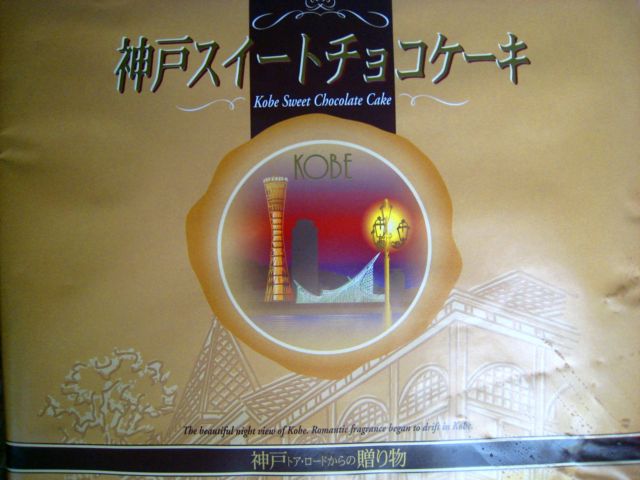 神戸スイートチョコケーキ
Kobe Sweet Chocolate Cake
KOBE
The beautiful night view of Kobe. Romantic fragrance began to drift in Kobe.
神戸トア・ロードからの贈り物